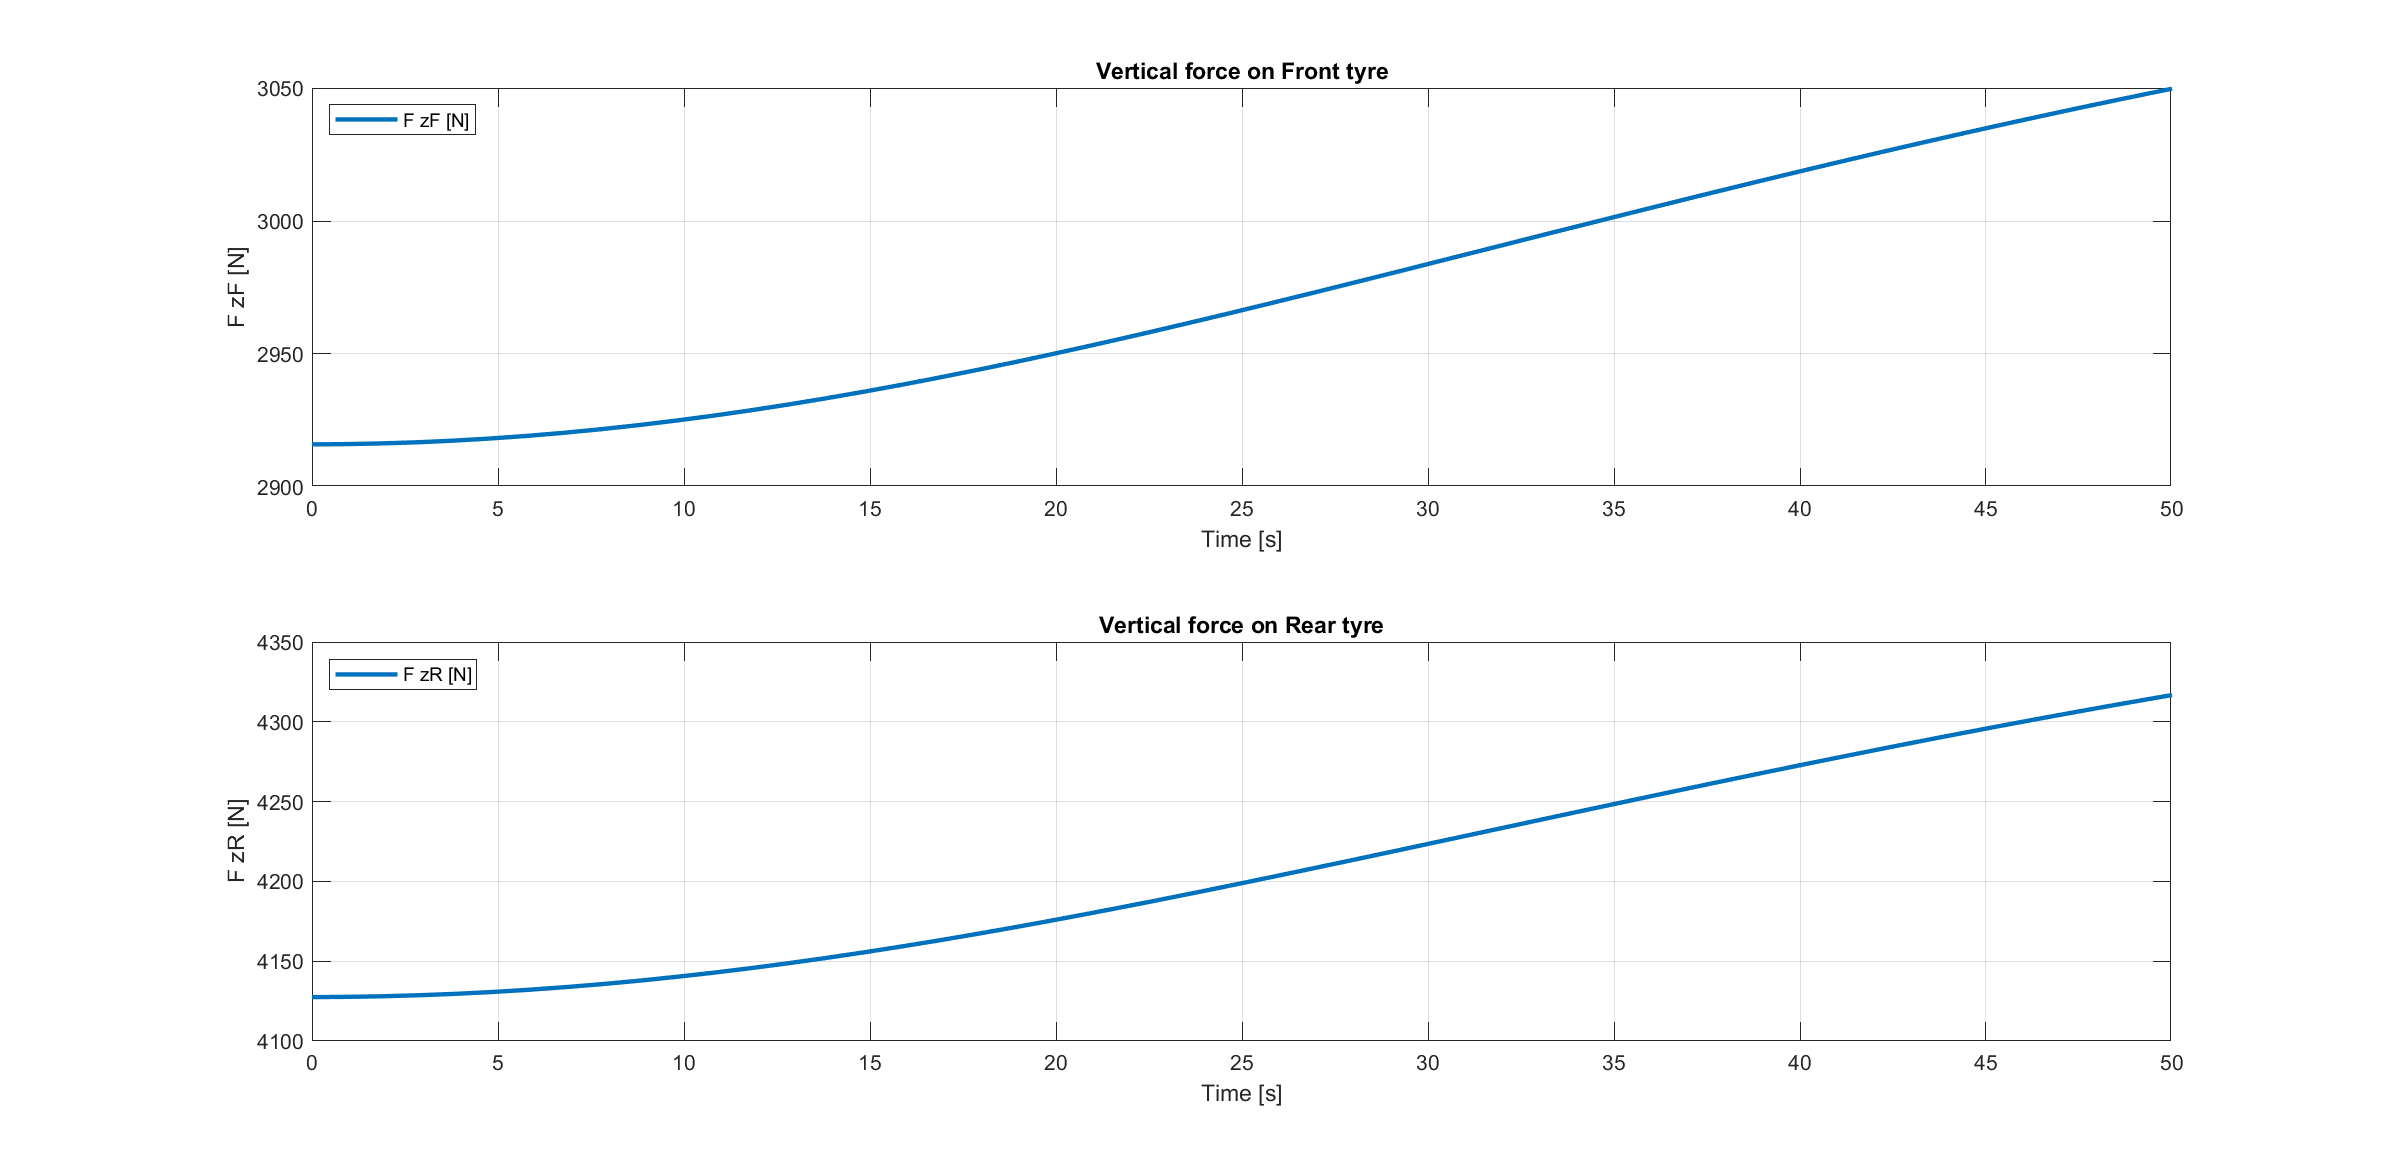 Vertical force on Front tyre
3050
3000
2950
2900
F zF [N]
F zF [N]
0 5 10 15 20 25 30 35 40 45 50
Time [s]
Vertical force on Rear tyre
4350
4300
4250
4200
4150
4100
F zR [N]
F zR [N]
0 5 10 15 20 25 30 35 40 45 50
Time [s]